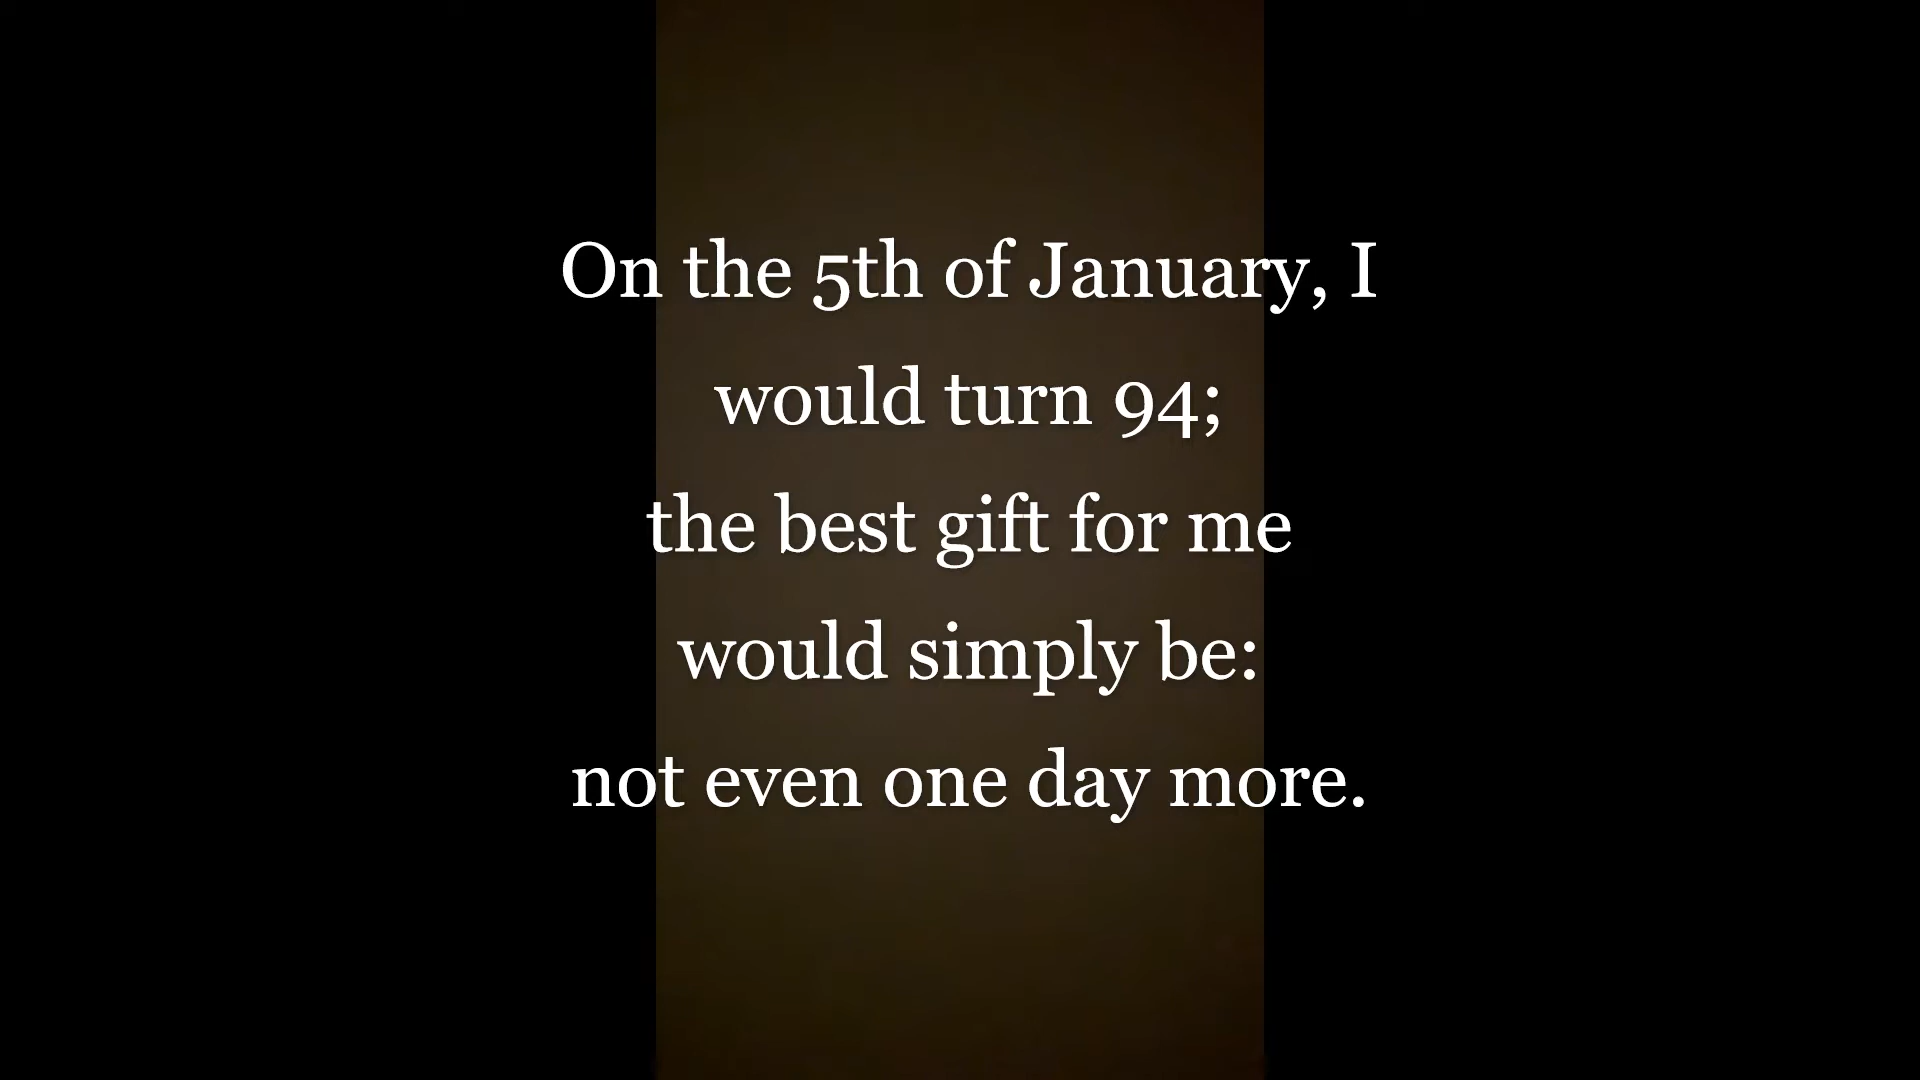 On the 5th of January, I
would turn 94;
the best gift for me
would simply be:
not even one day more.